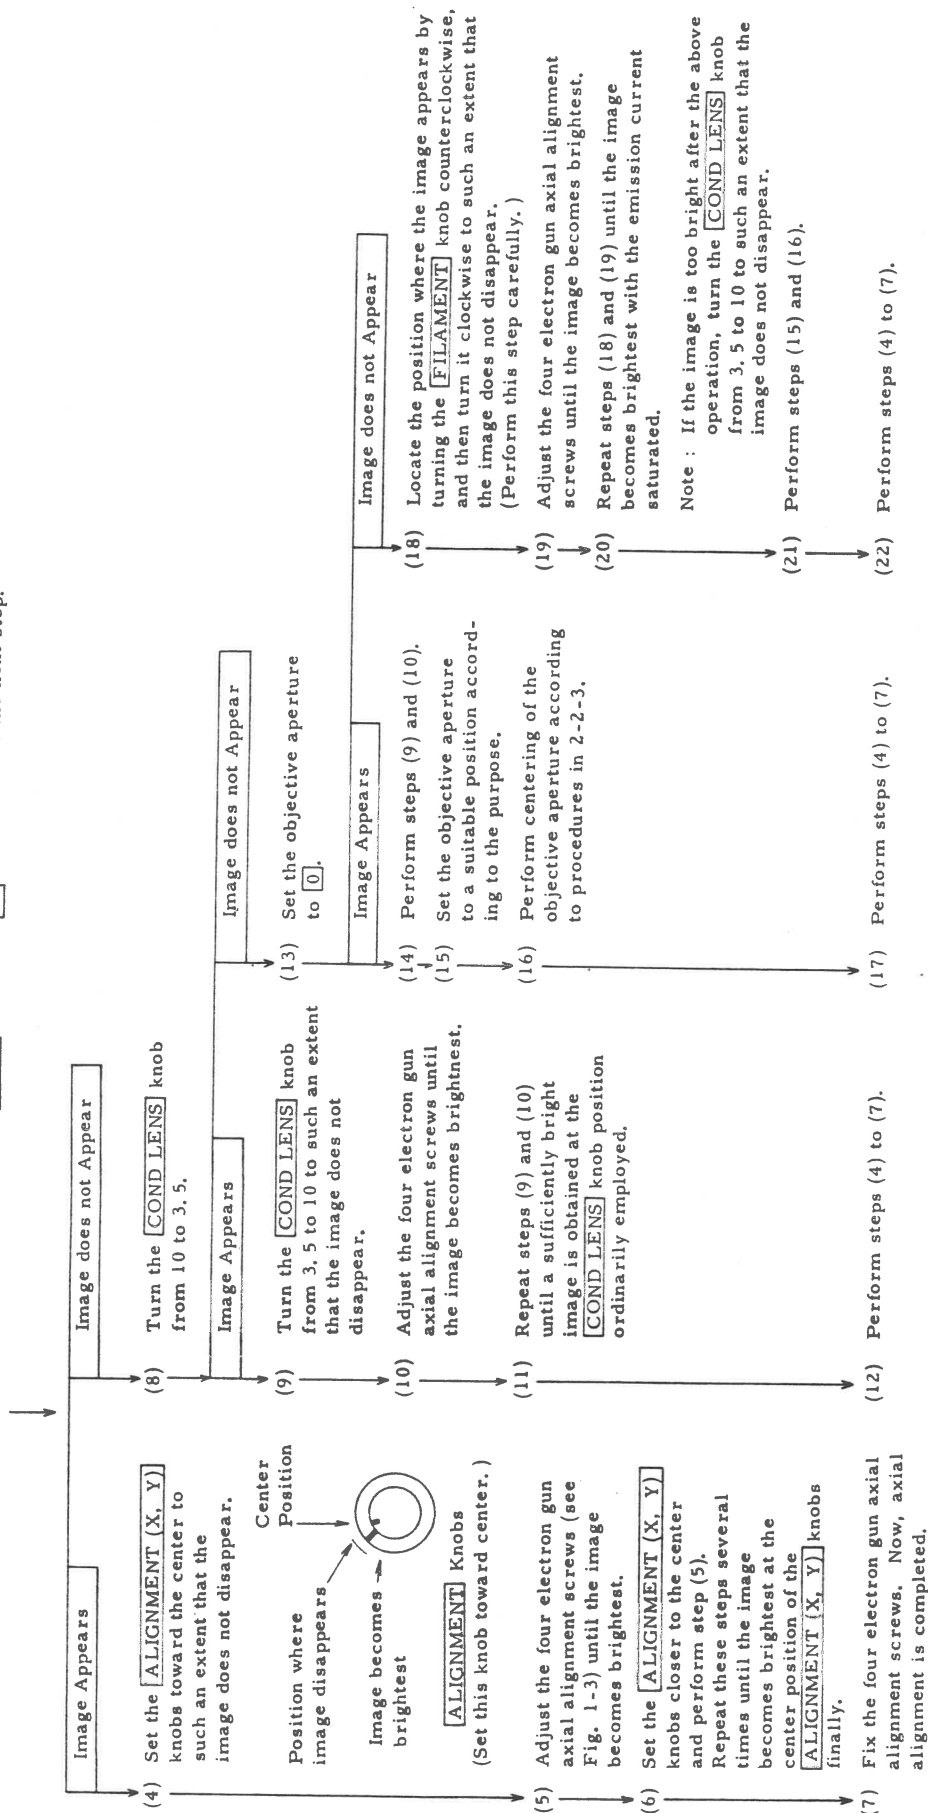 the next step.
Image Appears
(4) Set the ALIGNMENT (X, Y)
knobs toward the center to
such an extent that the
image does not disappear.
Position where
image disappears
Center
Position
Image becomes
brightest
ALIGNMENT Knobs
(Set this knob toward center. )
(5) Adjust the four electron gun
axial alignment screws (see
Fig. 1-3) until the image
becomes brightest.
(6) Set the ALIGNMENT (X, Y)
knobs closer to the center
and perform step (5).
Repeat these steps several
times until the image
becomes brightest at the
center position of the
ALIGNMENT (X, Y) knobs
finally.
(7) Fix the four electron gun axial
alignment screws. Now, axial
alignment is completed.
Image does not Appear
(8) Turn the COND LENS knob
from 10 to 3. 5.
Image Appears
(9) Turn the COND LENS knob
from 3. 5 to 10 to such an extent
that the image does not
disappear.
(10) Adjust the four electron gun
axial alignment screws until
the image becomes brightnest.
(11) Repeat steps (9) and (10)
until a sufficiently bright
image is obtained at the
COND LENS knob position
ordinarily employed.
(12) Perform steps (4) to (7).
Image does not Appear
(13) Set the objective aperture
to 0.
Image Appears
(14) Perform steps (9) and (10).
(15) Set the objective aperture
to a suitable position accord-
ing to the purpose.
(16) Perform centering of the
objective aperture according
to procedures in 2-2-3.
(17) Perform steps (4) to (7).
Image does not Appear
(18) Locate the position where the image appears by
turning the FILAMENT knob counterclockwise,
and then turn it clockwise to such an extent that
the image does not disappear.
(Perform this step carefully. )
(19) Adjust the four electron gun axial alignment
screws until the image becomes brightest.
(20) Repeat steps (18) and (19) until the image
becomes brightest with the emission current
saturated.
Note : If the image is too bright after the above
operation, turn the COND LENS knob
from 3. 5 to 10 to such an extent that the
image does not disappear.
(21) Perform steps (15) and (16).
(22) Perform steps (4) to (7).